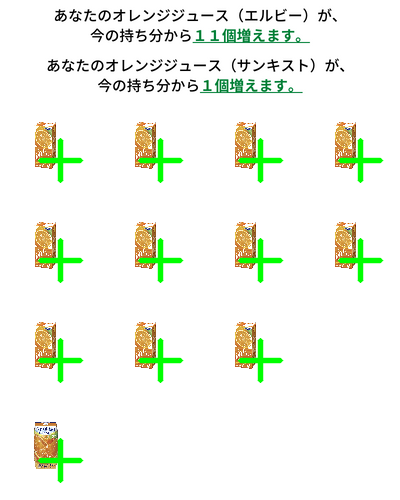 あなたのオレンジジュース（エルビー）が、
今の持ち分から１１個増えます。
あなたのオレンジジュース（サンキスト）が、
今の持ち分から１個増えます。